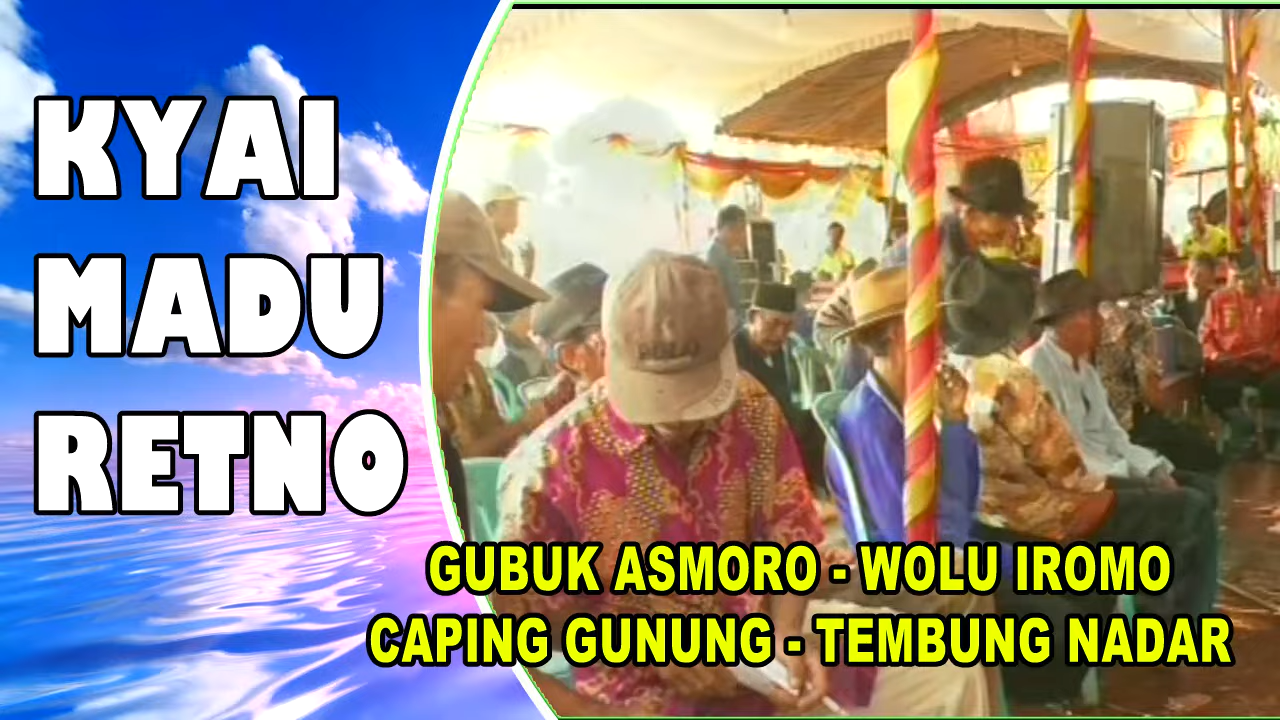 KYAI
MADU
RETNO
GUBUK ASMORO - WOLU IROMO
CAPING GUNUNG - TEMBUNG NADAR